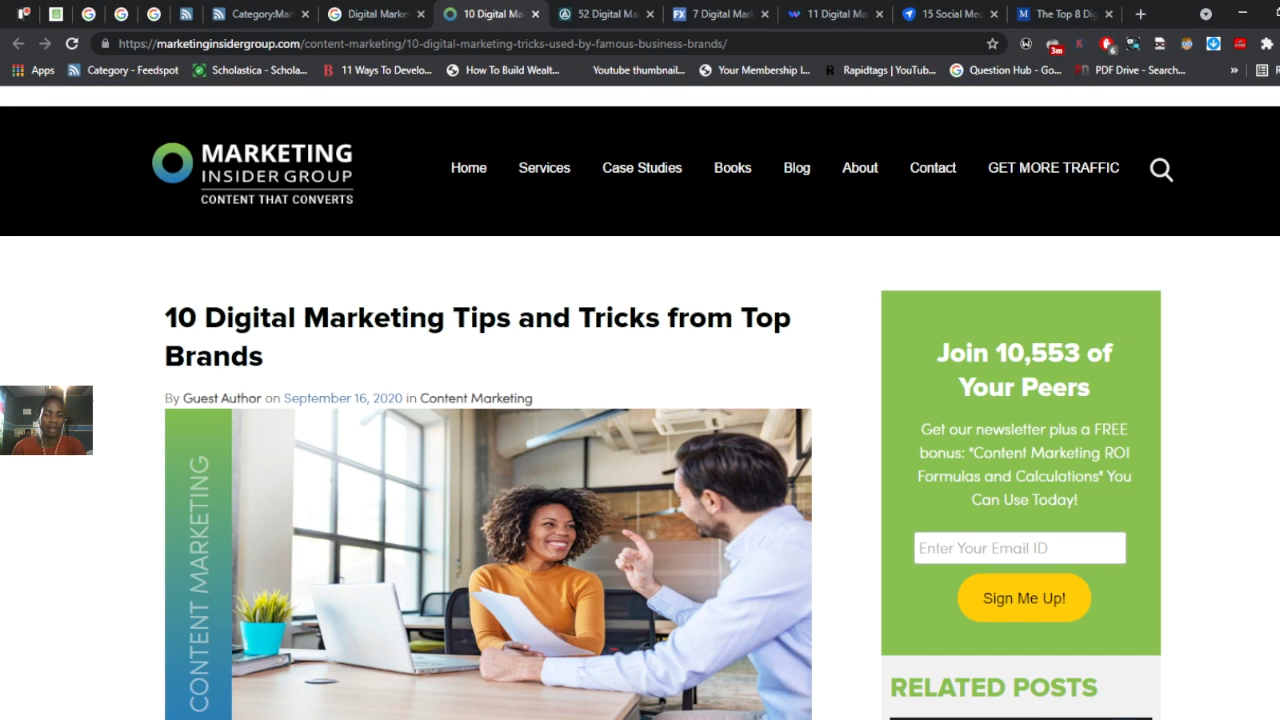 Category:Mar
Digital Marke
10 Digital Ma
52 Digital Ma
7 Digital Mar
11 Digital Ma
15 Social Med
The Top 8 Dig
https://marketinginsidergroup.com/content-marketing/10-digital-marketing-tricks-used-by-famous-business-brands/
3m
6
Apps
Category - Feedspot
Scholastica - Schola...
11 Ways To Develo...
How To Build Wealt...
Youtube thumbnail...
Your Membership I...
Rapidtags | YouTub...
Question Hub - Go...
PDF Drive - Search...
MARKETING
INSIDER GROUP
CONTENT THAT CONVERTS
Home
Services
Case Studies
Books
Blog
About
Contact
GET MORE TRAFFIC
10 Digital Marketing Tips and Tricks from Top
Brands
By Guest Author on September 16, 2020 in Content Marketing
CONTENT MARKETING
Join 10,553 of
Your Peers
Get our newsletter plus a FREE
bonus: "Content Marketing ROI
Formulas and Calculations" You
Can Use Today!
Enter Your Email ID
Sign Me Up!
RELATED POSTS